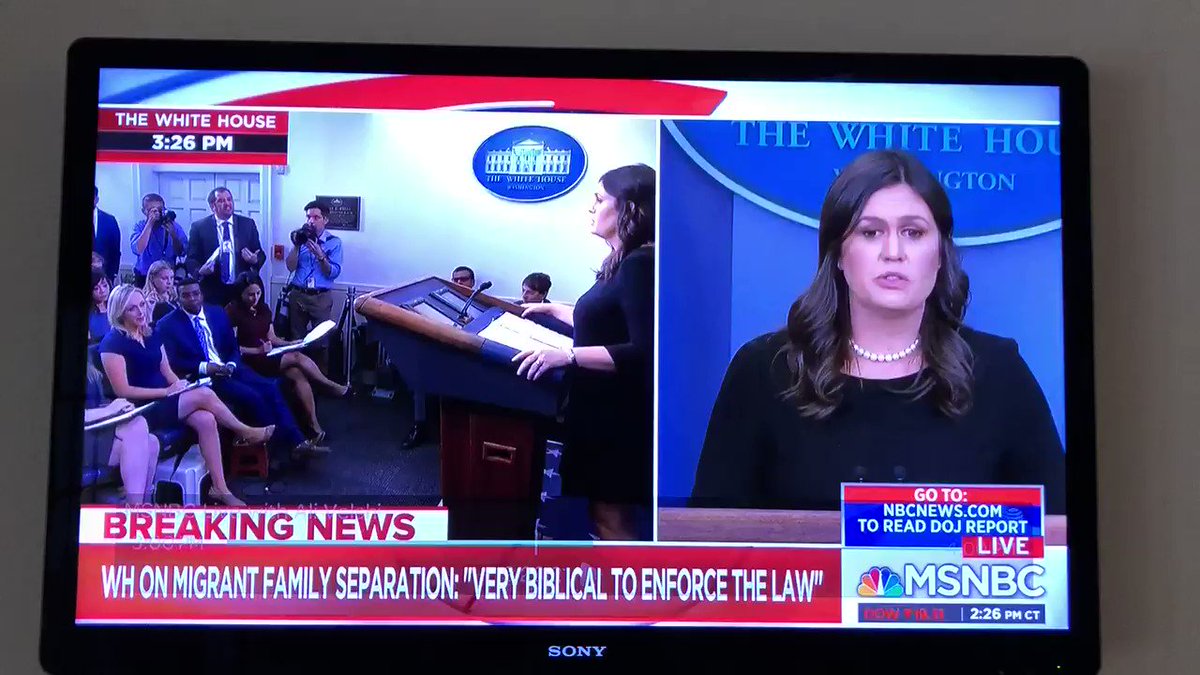 THE WHITE HOUSE
3:26 PM
THE WHITE HOUSE
WASHINGTON
THE WHITE HOU
NGTON
GO TO:
NBCNEWS.COM
TO READ DOJ REPORT
LIVE
BREAKING NEWS
WH ON MIGRANT FAMILY SEPARATION: "VERY BIBLICAL TO ENFORCE THE LAW"
MSNBC
2:26 PM CT
SONY